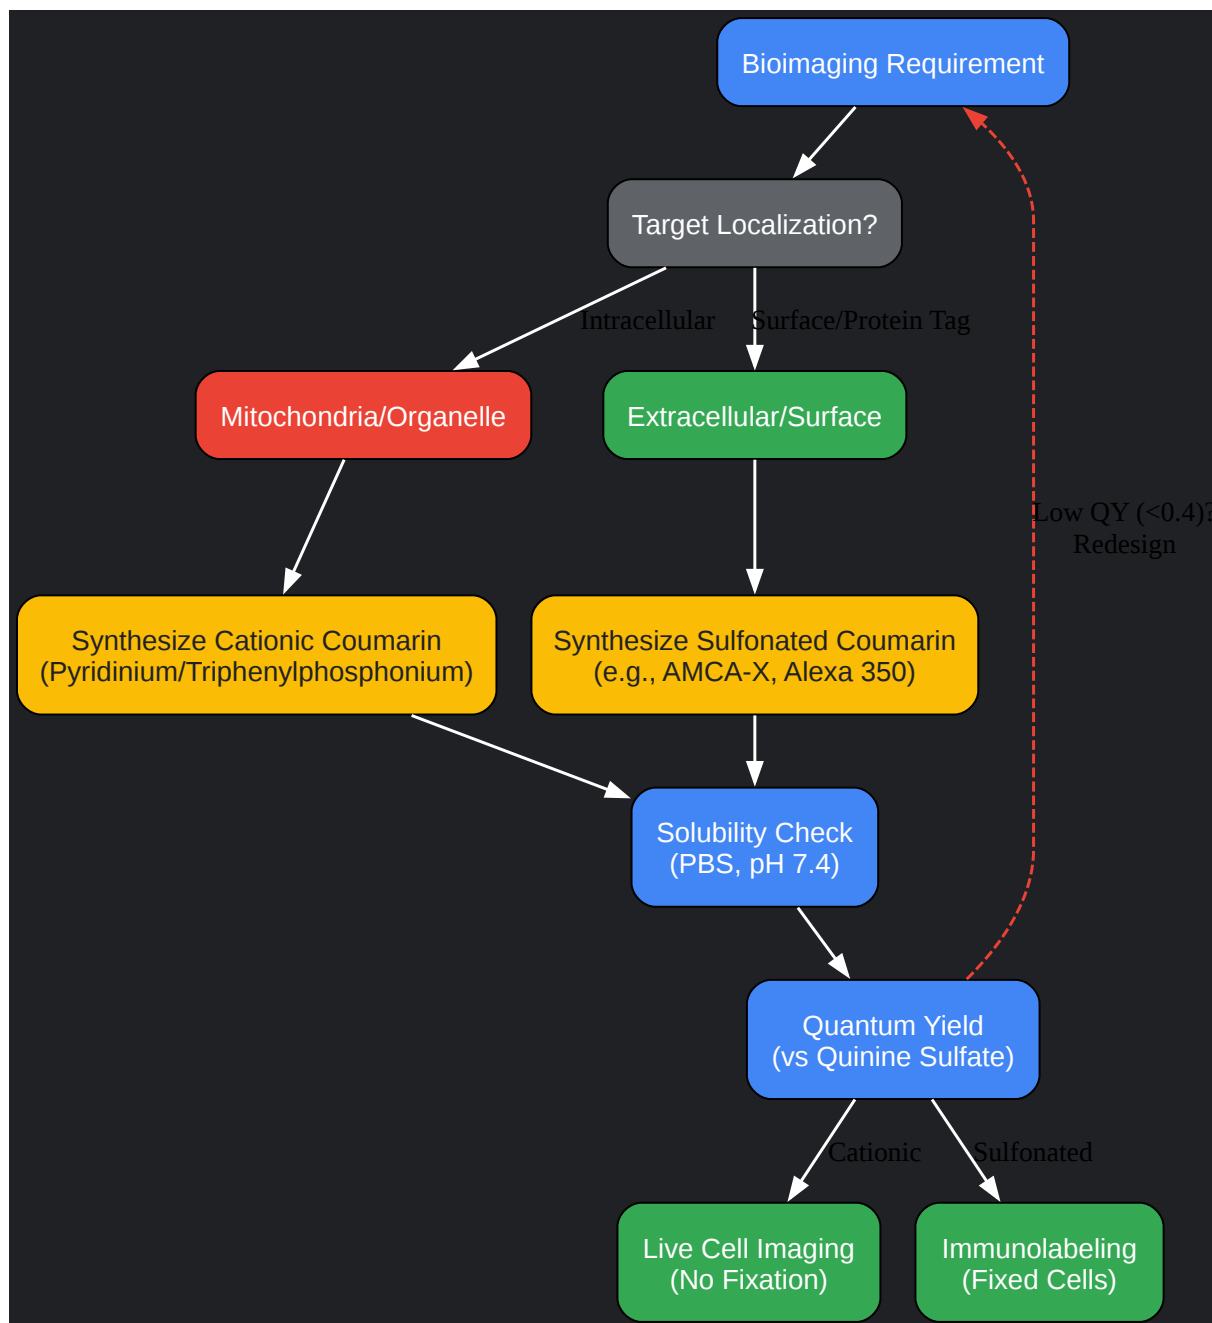 Bioimaging Requirement
Target Localization?
Intracellular
Surface/Protein Tag
Mitochondria/Organelle
Extracellular/Surface
Low QY (<0.4)?
Redesign
Synthesize Cationic Coumarin
(Pyridinium/Triphenylphosphonium)
Synthesize Sulfonated Coumarin
(e.g., AMCA-X, Alexa 350)
Solubility Check
(PBS, pH 7.4)
Quantum Yield
(vs Quinine Sulfate)
Cationic
Sulfonated
Live Cell Imaging
(No Fixation)
Immunolabeling
(Fixed Cells)